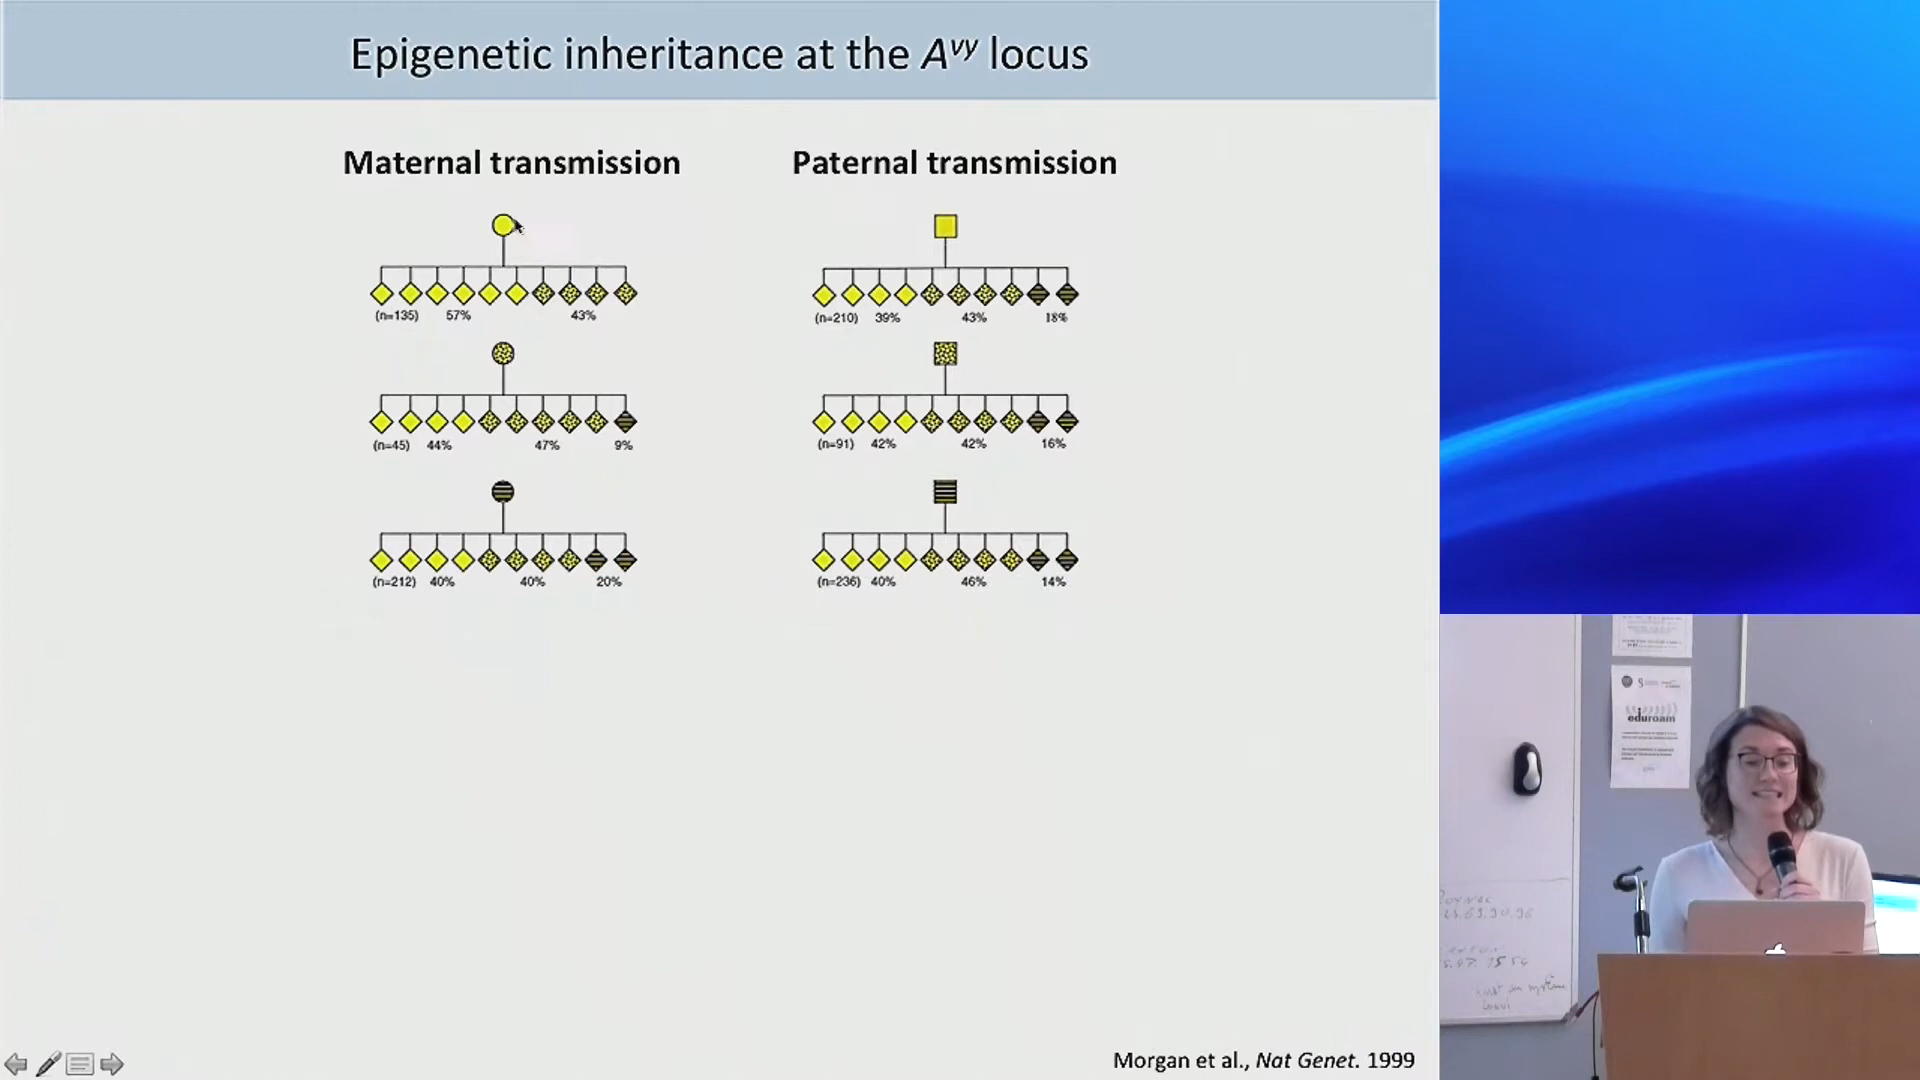 Epigenetic inheritance at the Avy locus
Maternal transmission
Paternal transmission
(n=135) 57% 43%
(n=210) 39% 43% 18%
(n=45) 44% 47% 9%
(n=91) 42% 42% 16%
(n=212) 40% 40% 20%
(n=236) 40% 46% 14%
Morgan et al., Nat Genet. 1999
eduroam